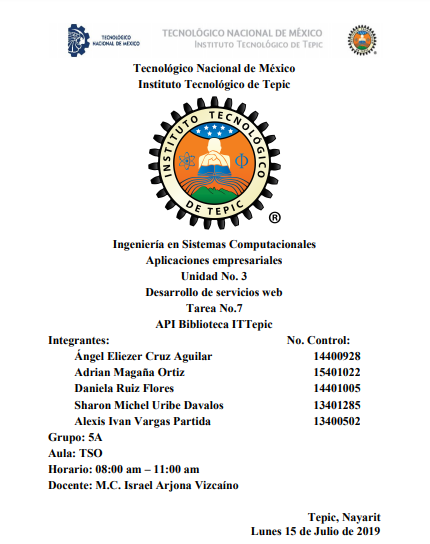 TECNOLÓGICO
NACIONAL DE MÉXICO
TECNOLÓGICO NACIONAL DE MÉXICO
INSTITUTO TECNOLÓGICO DE TEPIC
Tecnológico Nacional de México
Instituto Tecnológico de Tepic
INSTITUTO TECNOLÓGICO
DE TEPIC
®
Ingeniería en Sistemas Computacionales
Aplicaciones empresariales
Unidad No. 3
Desarrollo de servicios web
Tarea No.7
API Biblioteca ITTepic
Integrantes: No. Control:
Ángel Eliezer Cruz Aguilar 14400928
Adrian Magaña Ortiz 15401022
Daniela Ruiz Flores 14401005
Sharon Michel Uribe Davalos 13401285
Alexis Ivan Vargas Partida 13400502
Grupo: 5A
Aula: TSO
Horario: 08:00 am – 11:00 am
Docente: M.C. Israel Arjona Vizcaíno
Tepic, Nayarit
Lunes 15 de Julio de 2019